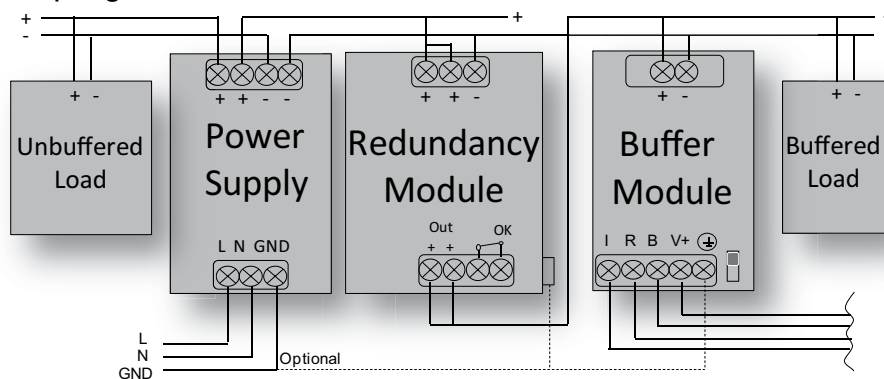 + + +
-
+ - + + - - + + - + - + -
Unbuffered
Load
Power
Supply
Redundancy
Module
Buffer
Module
Buffered
Load
L N GND
Out OK
+ +
I R B V+
L
N
GND
Optional